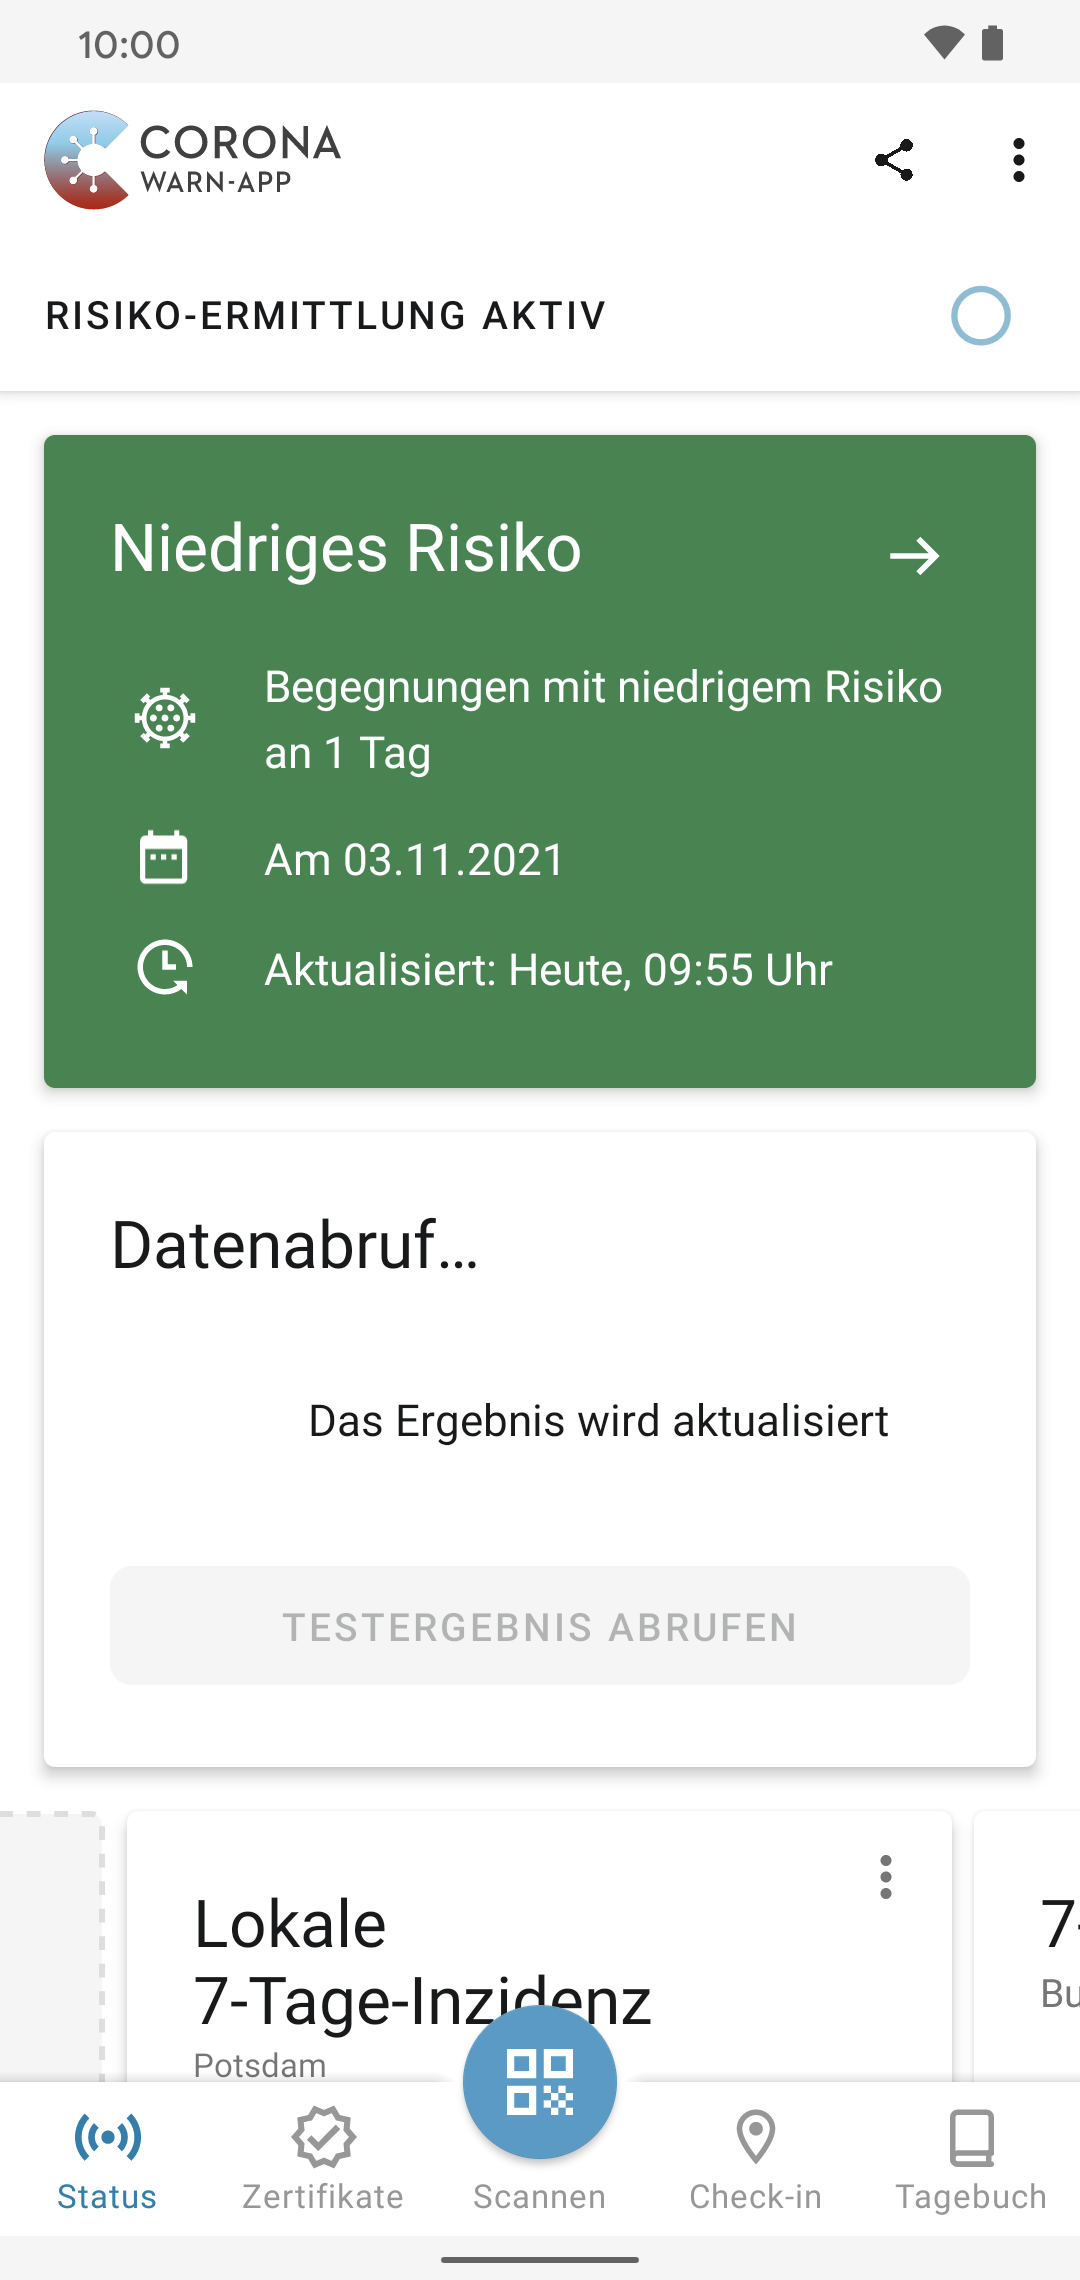 10:00
CORONA
WARN-APP
RISIKO-ERMITTLUNG AKTIV
Niedriges Risiko
Begegnungen mit niedrigem Risiko
an 1 Tag
Am 03.11.2021
Aktualisiert: Heute, 09:55 Uhr
Datenabruf…
Das Ergebnis wird aktualisiert
TESTERGEBNIS ABRUFEN
Lokale
7-Tage-Inzidenz
Potsdam
7-
Bu
Status
Zertifikate
Scannen
Check-in
Tagebuch